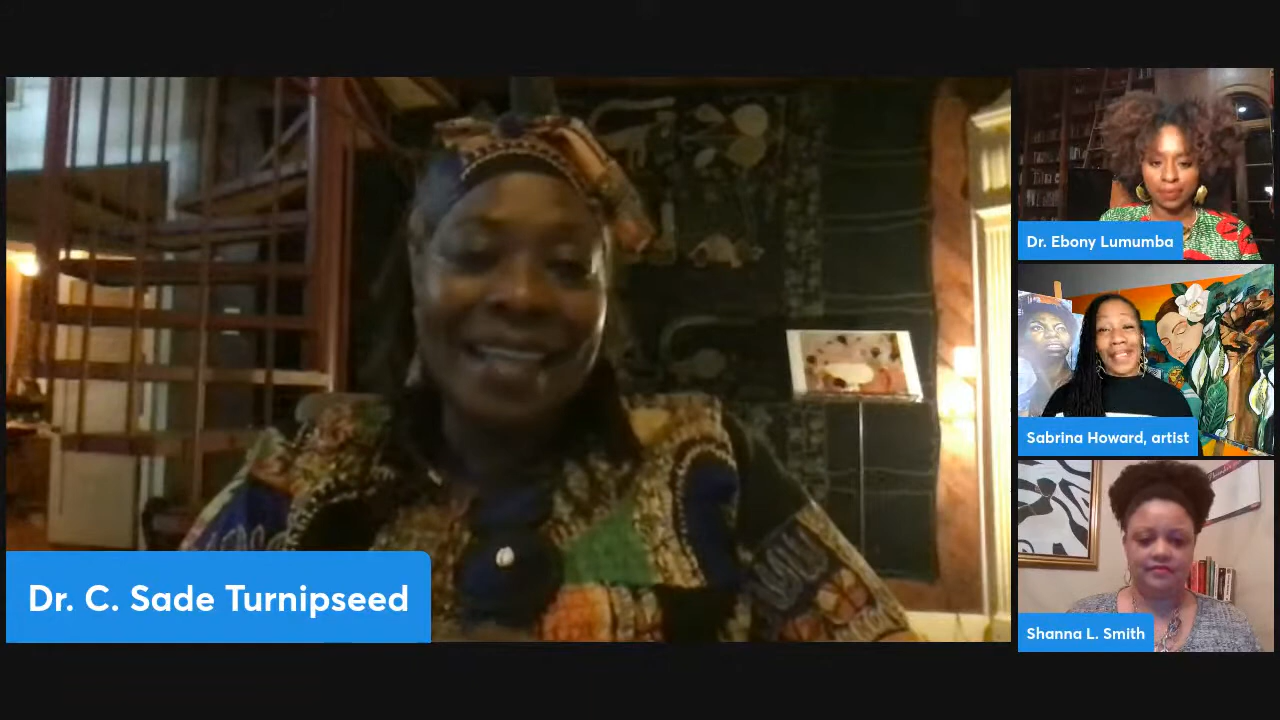 Dr. C. Sade Turnipseed
Dr. Ebony Lumumba
Sabrina Howard, artist
Shanna L. Smith